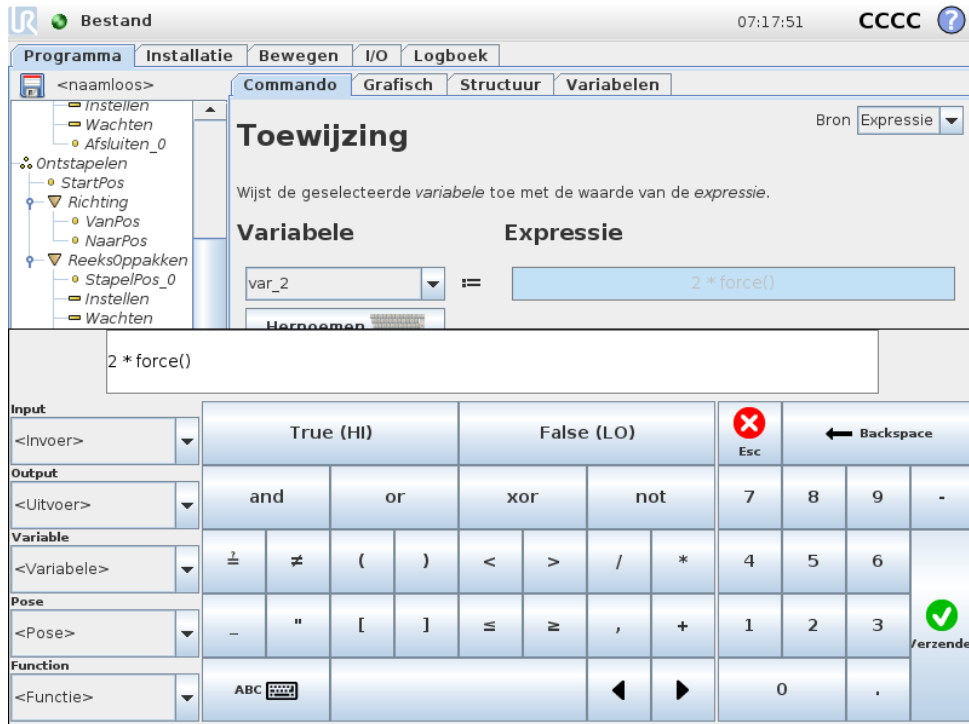 UR Bestand 07:17:51 CCCC ?
Programma Installatie Bewegen I/O Logboek
<naamloos> Commando Grafisch Structuur Variabelen
Instellen
Wachten
Afsluiten_0
Ontstapelen
StartPos
Richting
VanPos
NaarPos
ReeksOppakken
StapelPos_0
Instellen
Wachten
Toewijzing
Bron Expressie
Wijst de geselecteerde variabele toe met de waarde van de expressie.
Variabele Expressie
var_2 := 2 * force()
Hernoemen
2 * force()
Input
<Invoer> True (HI) False (LO) Esc Backspace
Output
<Uitvoer> and or xor not 7 8 9 -
Variable
<Variabele> ≟ ≠ ( ) < > / * 4 5 6
Pose
<Pose> _ " [ ] ≤ ≥ , + 1 2 3 Verzende
Function
<Functie> ABC 0 .